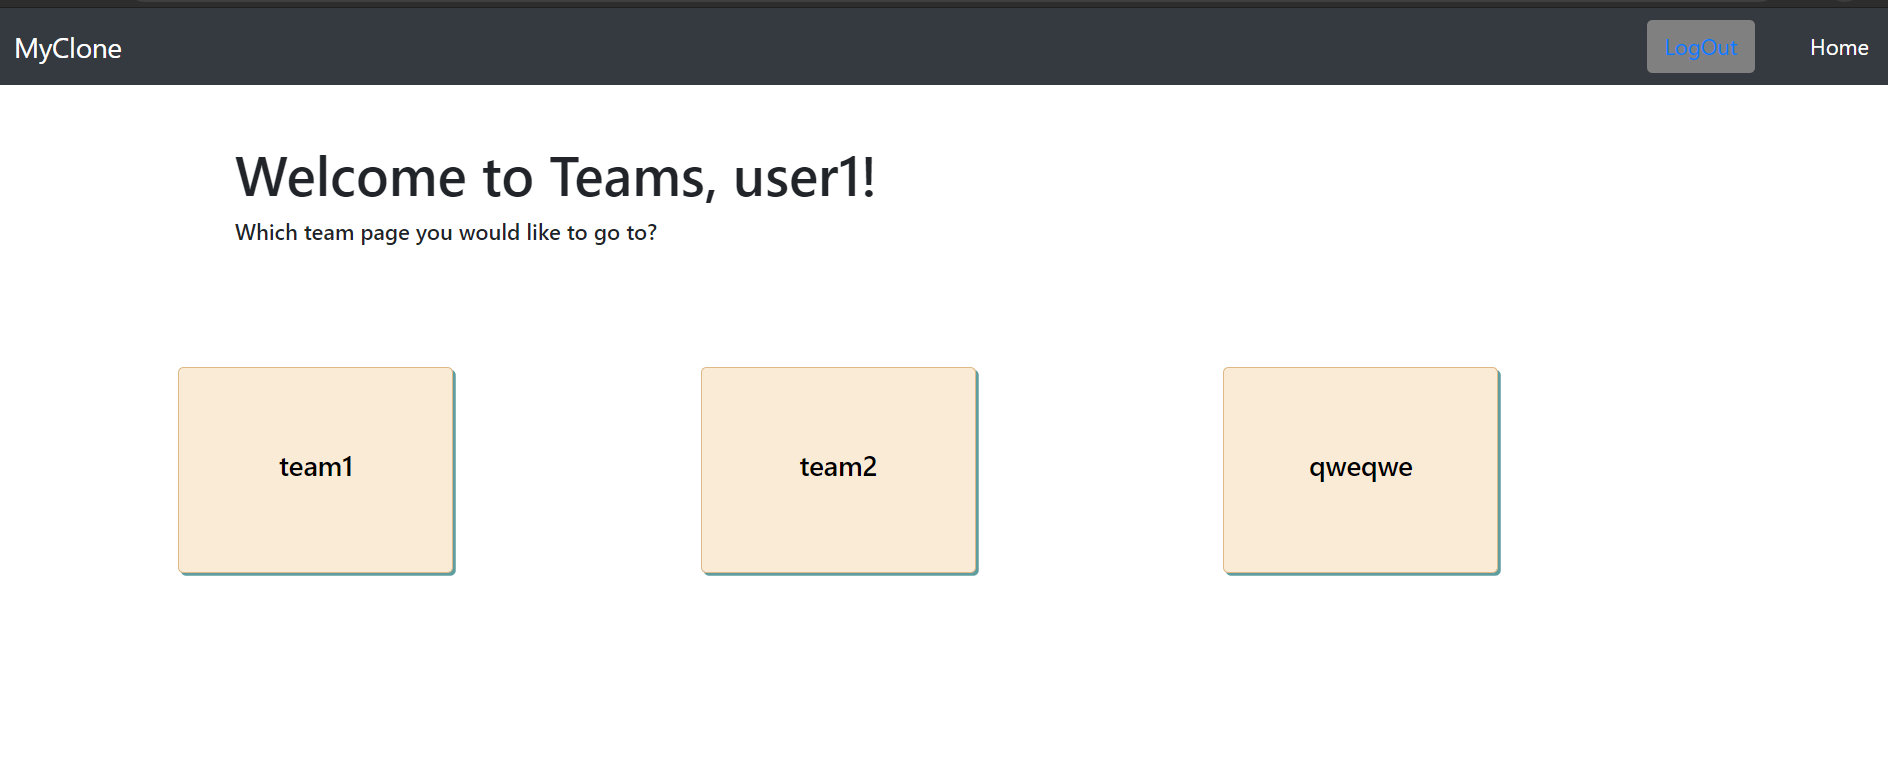 MyClone
LogOut
Home
Welcome to Teams, user1!
Which team page you would like to go to?
team1
team2
qweqwe